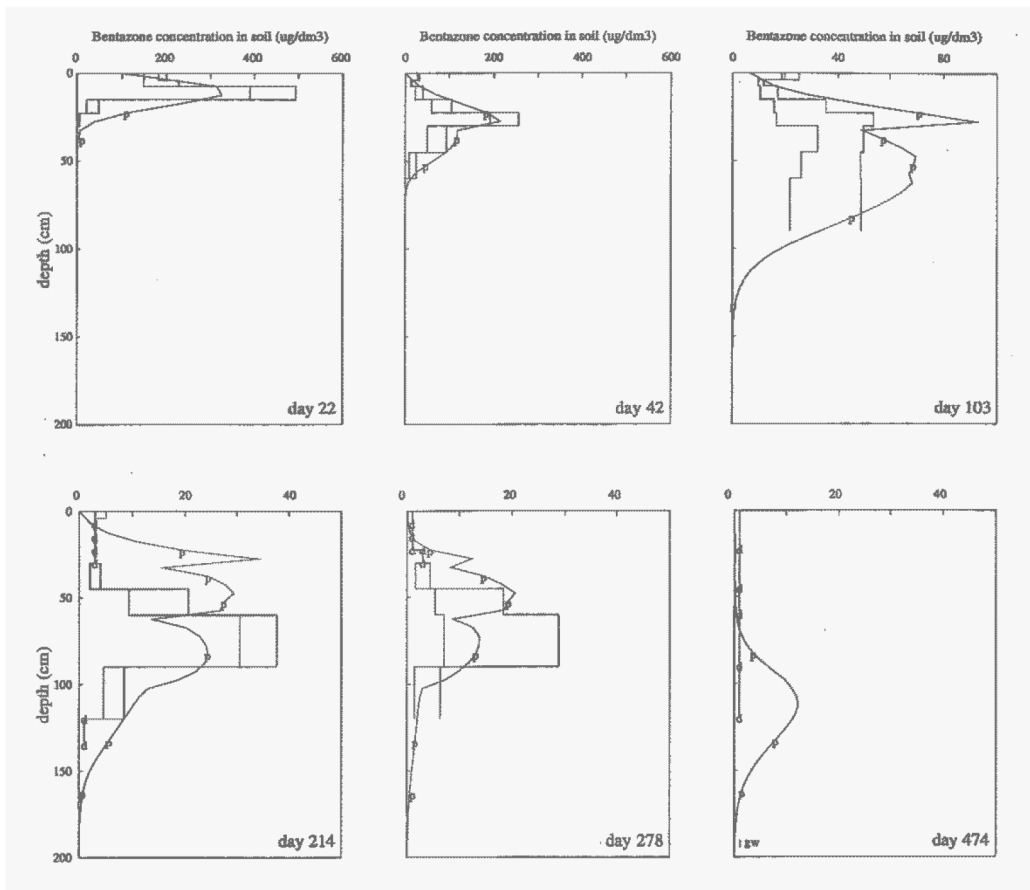 Bentazone concentration in soil (ug/dm3)
Bentazone concentration in soil (ug/dm3)
Bentazone concentration in soil (ug/dm3)
0 200 400 600
0 200 400 600
0 40 80
0
50
100
150
200
depth (cm)
P
P
P
P
P
P
P
P
P
day 22
day 42
day 103
0 20 40
0 20 40
0 20 40
0
50
100
150
200
depth (cm)
d
d
d
d
P
P
P
P
d
d
P
P
P
P
P
P
P
d
d
d
d
d
P
P
P
gw
day 214
day 278
day 474